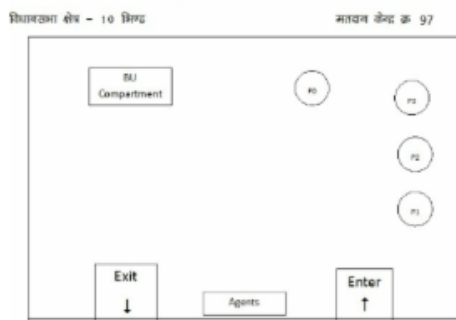 विधानसभा क्षेत्र - 10 भिण्ड
मतदान केन्द्र क्र 97
BU
Compartment
P0
P3
P2
P1
Exit
↓
Agents
Enter
↑